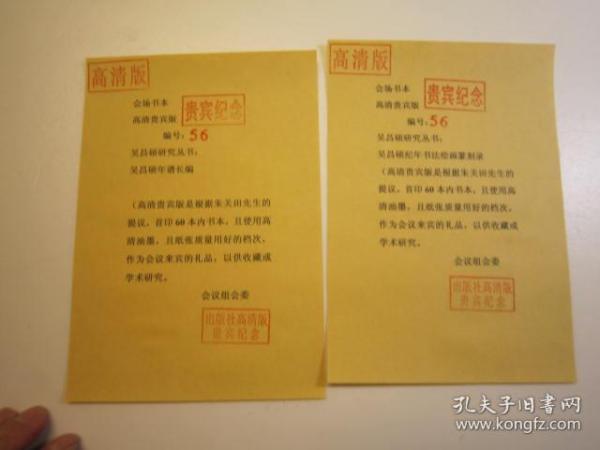 高清版
会场书本
高清贵宾版
贵宾纪念
编号：56
吴昌硕研究丛书：
吴昌硕年谱长编
（高清贵宾版是根据朱关田先生的
提议，首印60本内书本，且使用高
清油墨，且纸张质量用好的档次，
作为会议来宾的礼品，以供收藏或
学术研究。
会议组会委
出版社高清版
贵宾纪念
高清版
会场书本
高清贵宾版
贵宾纪念
编号：56
吴昌硕研究丛书：
吴昌硕纪年书法绘画篆刻录
（高清贵宾版是根据朱关田先生的
提议，首印60本内书本，且使用高
清油墨，且纸张质量用好的档次，
作为会议来宾的礼品，以供收藏或
学术研究。
会议组会委
出版社高清版
贵宾纪念
孔夫子旧书网
www.kongfz.com